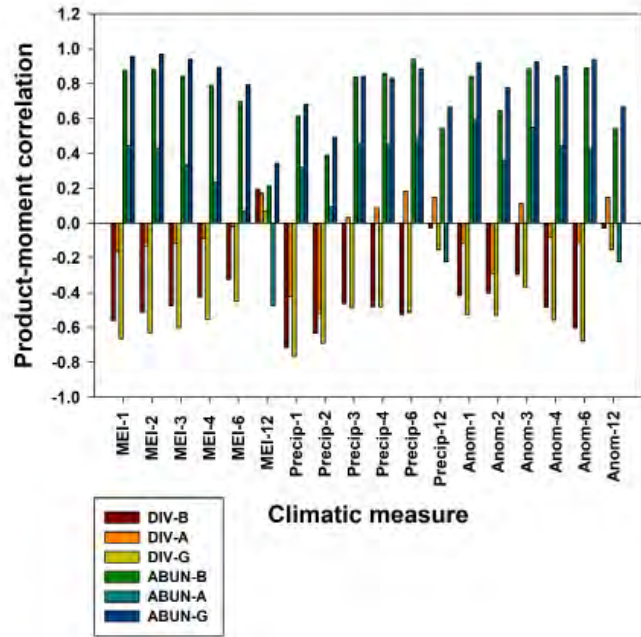 Product-moment correlation
1.2
1.0
0.8
0.6
0.4
0.2
0.0
-0.2
-0.4
-0.6
-0.8
-1.0
MEI-1
MEI-2
MEI-3
MEI-4
MEI-6
MEI-12
Precip-1
Precip-2
Precip-3
Precip-4
Precip-6
Precip-12
Anom-1
Anom-2
Anom-3
Anom-4
Anom-6
Anom-12
Climatic measure
DIV-B
DIV-A
DIV-G
ABUN-B
ABUN-A
ABUN-G